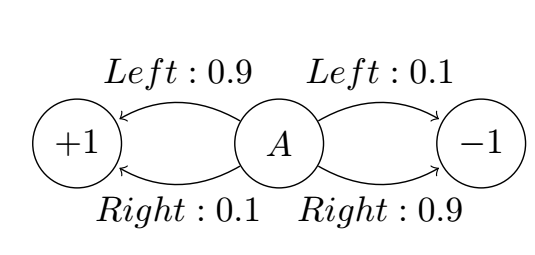 Left : 0.9 Left : 0.1
+1 A −1
Right : 0.1 Right : 0.9